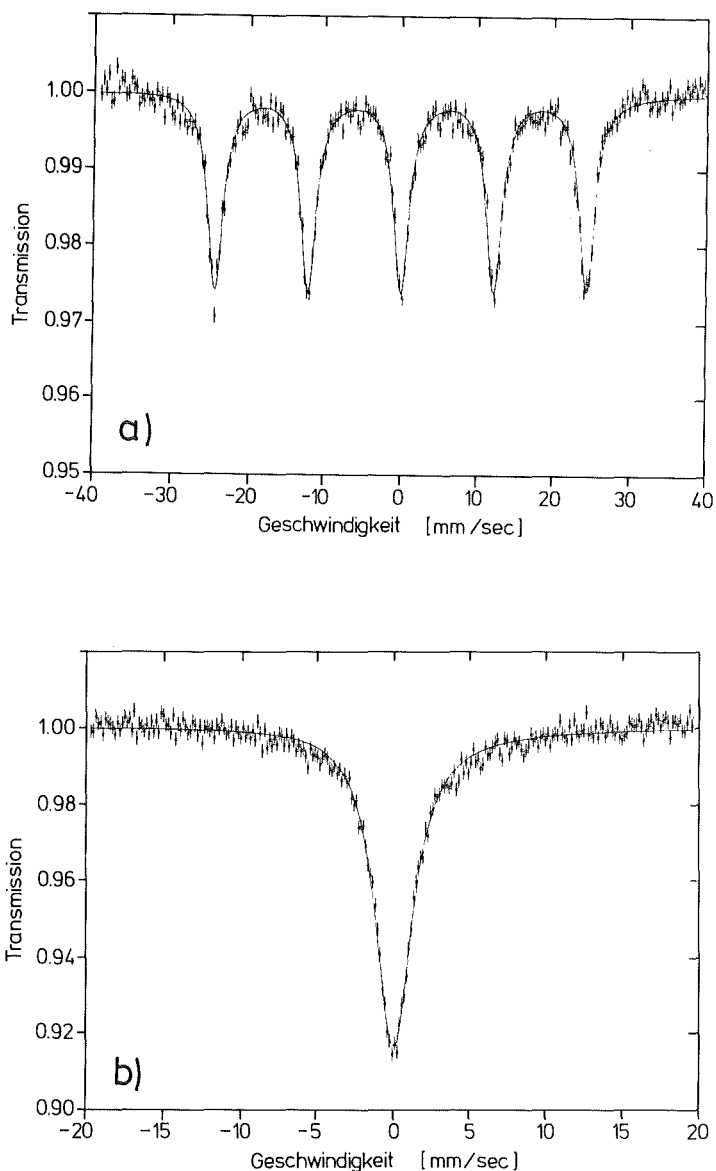 1.00
0.99
0.98
0.97
0.96
0.95
Transmission
a)
-40 -30 -20 -10 0 10 20 30 40
Geschwindigkeit [mm/sec]
1.00
0.98
0.96
0.94
0.92
0.90
Transmission
b)
-20 -15 -10 -5 0 5 10 15 20
Geschwindigkeit [mm/sec]